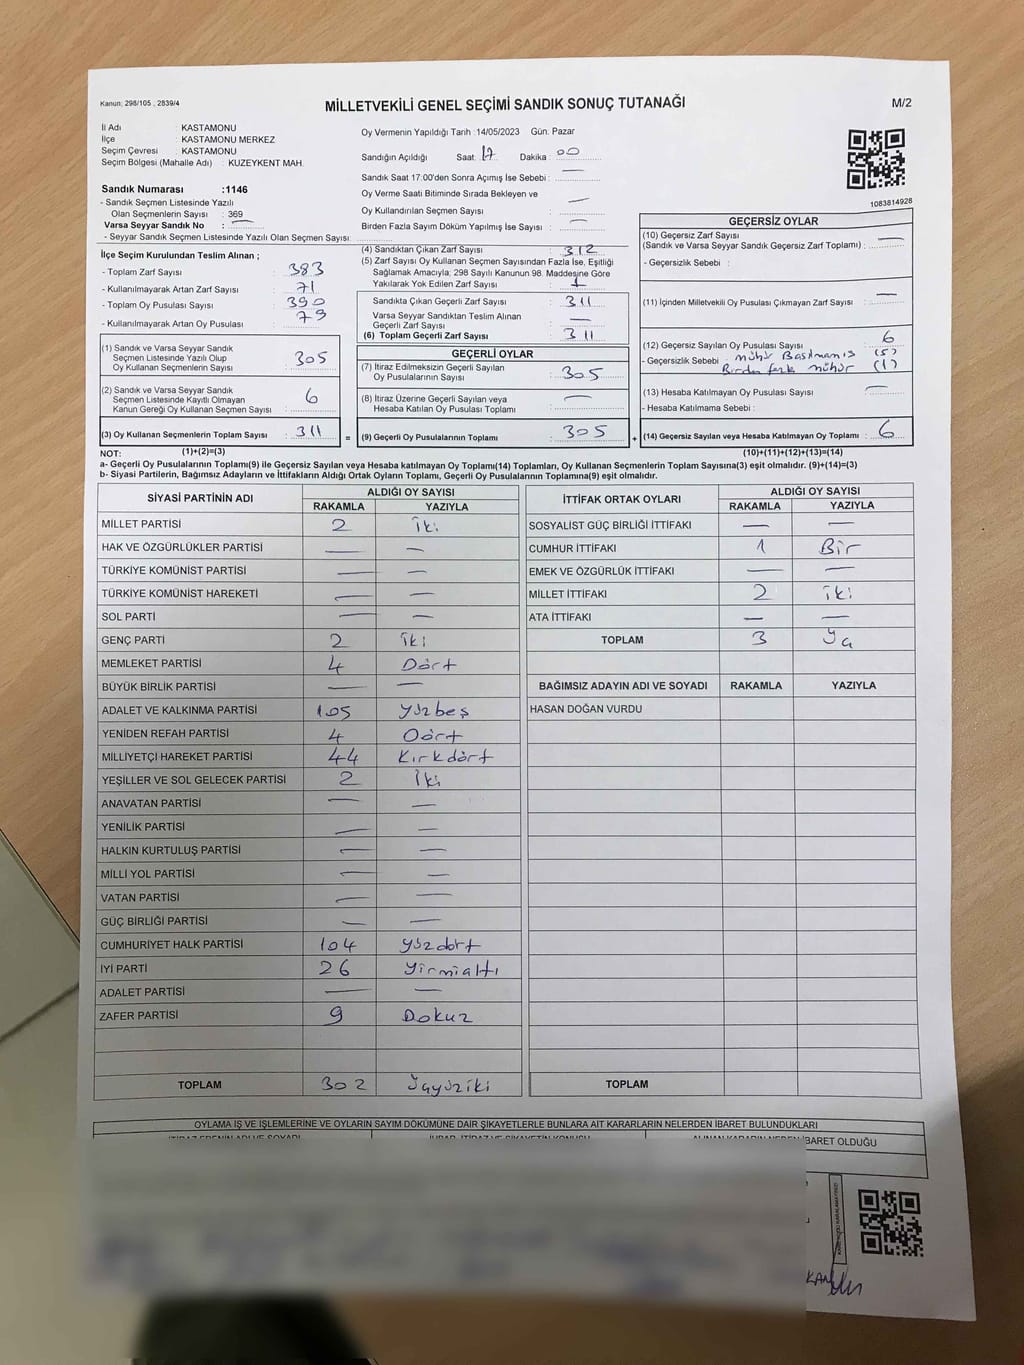 Kanun; 298/105 , 2839/4
MİLLETVEKİLİ GENEL SEÇİMİ SANDIK SONUÇ TUTANAĞI
M/2
İl Adı : KASTAMONU
İlçe : KASTAMONU MERKEZ
Seçim Çevresi : KASTAMONU
Seçim Bölgesi (Mahalle Adı) : KUZEYKENT MAH.
Oy Vermenin Yapıldığı Tarih : 14/05/2023 Gün: Pazar
Sandığın Açıldığı Saat: 17 Dakika : 00
Sandık Saat 17:00'den Sonra Açımış İse Sebebi : —
Oy Verme Saati Bitiminde Sırada Bekleyen ve
Oy Kullandırılan Seçmen Sayısı : —
Birden Fazla Sayım Döküm Yapılmış İse Sayısı : —
1083814928
Sandık Numarası :1146
- Sandık Seçmen Listesinde Yazılı
Olan Seçmenlerin Sayısı : 369
Varsa Seyyar Sandık No : —
- Seyyar Sandık Seçmen Listesinde Yazılı Olan Seçmen Sayısı:
İlçe Seçim Kurulundan Teslim Alınan ;
- Toplam Zarf Sayısı : 383
- Kullanılmayarak Artan Zarf Sayısı : 71
- Toplam Oy Pusulası Sayısı : 390
- Kullanılmayarak Artan Oy Pusulası : 79
(1) Sandık ve Varsa Seyyar Sandık
Seçmen Listesinde Yazılı Olup
Oy Kullanan Seçmenlerin Sayısı : 305
(2) Sandık ve Varsa Seyyar Sandık
Seçmen Listesinde Kayıtlı Olmayan
Kanun Gereği Oy Kullanan Seçmen Sayısı : 6
(3) Oy Kullanan Seçmenlerin Toplam Sayısı : 311
(4) Sandıktan Çıkan Zarf Sayısı : 312
(5) Zarf Sayısı Oy Kullanan Seçmen Sayısından Fazla İse, Eşitliği
Sağlamak Amacıyla; 298 Sayılı Kanunun 98. Maddesine Göre
Yakılarak Yok Edilen Zarf Sayısı : 1
Sandıkta Çıkan Geçerli Zarf Sayısı : 311
Varsa Seyyar Sandıktan Teslim Alınan
Geçerli Zarf Sayısı : —
(6) Toplam Geçerli Zarf Sayısı : 311
GEÇERLİ OYLAR
(7) İtiraz Edilmeksizin Geçerli Sayılan
Oy Pusulalarının Sayısı : 305
(8) İtiraz Üzerine Geçerli Sayılan veya
Hesaba Katılan Oy Pusulası Toplamı : —
= (9) Geçerli Oy Pusulalarının Toplamı : 305
GEÇERSİZ OYLAR
(10) Geçersiz Zarf Sayısı
(Sandık ve Varsa Seyyar Sandık Geçersiz Zarf Toplamı) : —
- Geçersizlik Sebebi :
(11) İçinden Milletvekili Oy Pusulası Çıkmayan Zarf Sayısı : —
(12) Geçersiz Sayılan Oy Pusulası Sayısı : 6
- Geçersizlik Sebebi : Mühür Basılmamış (5)
Birden fazla mühür (1)
(13) Hesaba Katılmayan Oy Pusulası Sayısı : —
- Hesaba Katılmama Sebebi :
+ (14) Geçersiz Sayılan veya Hesaba Katılmayan Oy Toplamı : 6
NOT: (1)+(2)=(3) (10)+(11)+(12)+(13)=(14)
a- Geçerli Oy Pusulalarının Toplamı(9) ile Geçersiz Sayılan veya Hesaba katılmayan Oy Toplamı(14) Toplamları, Oy Kullanan Seçmenlerin Toplam Sayısına(3) eşit olmalıdır. (9)+(14)=(3)
b- Siyasi Partilerin, Bağımsız Adayların ve İttifakların Aldığı Ortak Oyların Toplamı, Geçerli Oy Pusulalarının Toplamına(9) eşit olmalıdır.
SİYASİ PARTİNİN ADI ALDIĞI OY SAYISI
RAKAMLA YAZIYLA
MİLLET PARTİSİ 2 İki
HAK VE ÖZGÜRLÜKLER PARTİSİ — —
TÜRKİYE KOMÜNİST PARTİSİ — —
TÜRKİYE KOMÜNİST HAREKETİ — —
SOL PARTİ — —
GENÇ PARTİ 2 İki
MEMLEKET PARTİSİ 4 Dört
BÜYÜK BİRLİK PARTİSİ — —
ADALET VE KALKINMA PARTİSİ 105 yüzbeş
YENİDEN REFAH PARTİSİ 4 Dört
MİLLİYETÇİ HAREKET PARTİSİ 44 Kırkdört
YEŞİLLER VE SOL GELECEK PARTİSİ 2 İki
ANAVATAN PARTİSİ — —
YENİLİK PARTİSİ — —
HALKIN KURTULUŞ PARTİSİ — —
MİLLİ YOL PARTİSİ — —
VATAN PARTİSİ — —
GÜÇ BİRLİĞİ PARTİSİ — —
CUMHURİYET HALK PARTİSİ 104 yüzdört
İYİ PARTİ 26 yirmialtı
ADALET PARTİSİ — —
ZAFER PARTİSİ 9 Dokuz
TOPLAM 302 Üçyüziki
İTTİFAK ORTAK OYLARI ALDIĞI OY SAYISI
RAKAMLA YAZIYLA
SOSYALİST GÜÇ BİRLİĞİ İTTİFAKI — —
CUMHUR İTTİFAKI 1 Bir
EMEK VE ÖZGÜRLÜK İTTİFAKI — —
MİLLET İTTİFAKI 2 iki
ATA İTTİFAKI — —
TOPLAM 3 Üç
BAĞIMSIZ ADAYIN ADI VE SOYADI RAKAMLA YAZIYLA
HASAN DOĞAN VURDU
TOPLAM
OYLAMA İŞ VE İŞLEMLERİNE VE OYLARIN SAYIM DÖKÜMÜNE DAİR ŞİKAYETLERLE BUNLARA AİT KARARLARIN NELERDEN İBARET BULUNDUKLARI
İBARET OLDUĞU